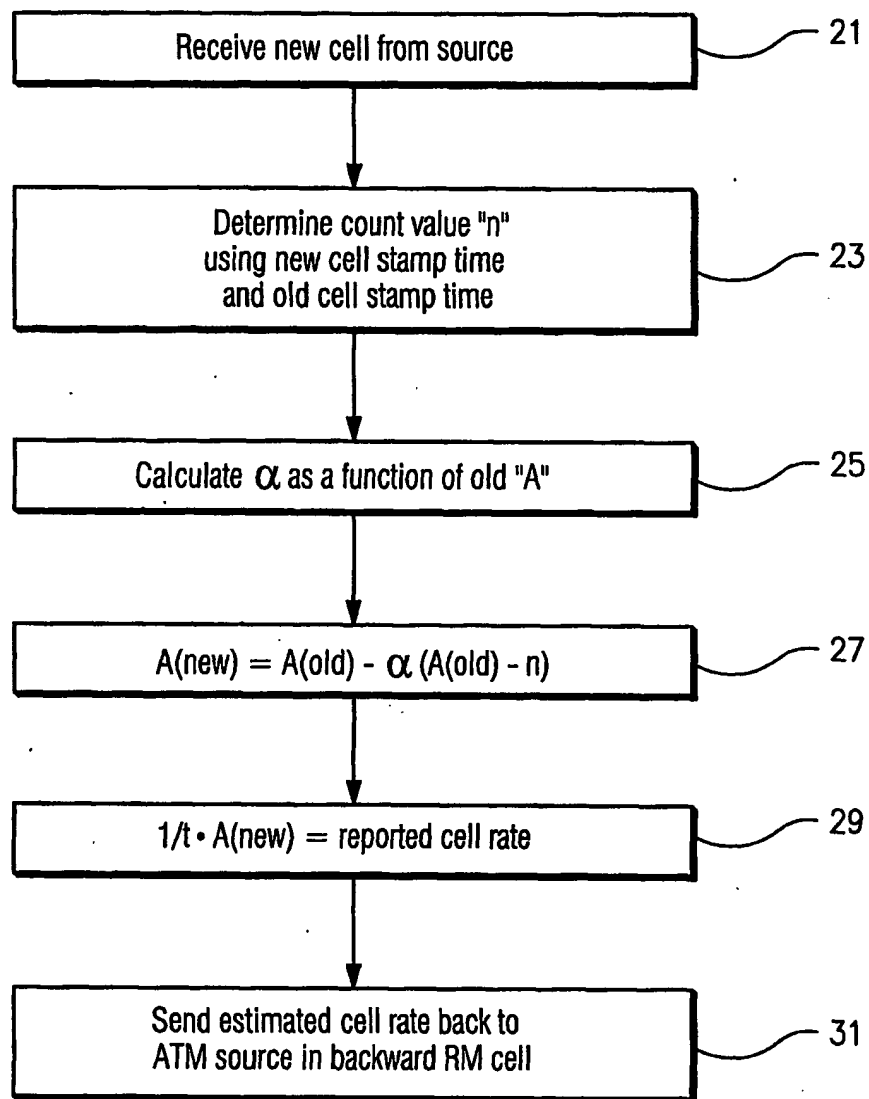 Receive new cell from source
21
Determine count value "n"
using new cell stamp time
and old cell stamp time
23
Calculate α as a function of old "A"
25
A(new) = A(old) - α (A(old) - n)
27
1/t • A(new) = reported cell rate
29
Send estimated cell rate back to
ATM source in backward RM cell
31